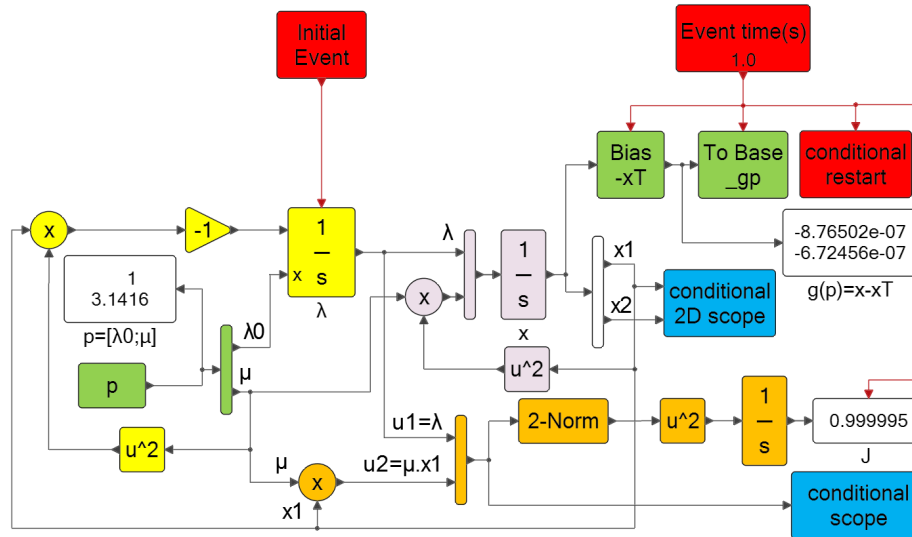 Initial
Event
Event time(s)
1.0
Bias
-xT
To Base
_gp
conditional
restart
x
-1
1
s
x
λ
λ
x
1
s
x
x1
x2
conditional
2D scope
-8.76502e-07
-6.72456e-07
g(p)=x-xT
1
3.1416
p=[λ0;μ]
λ0
μ
p
u^2
u^2
u1=λ
2-Norm
u^2
1
s
0.999995
J
μ
x
x1
u2=μ.x1
conditional
scope